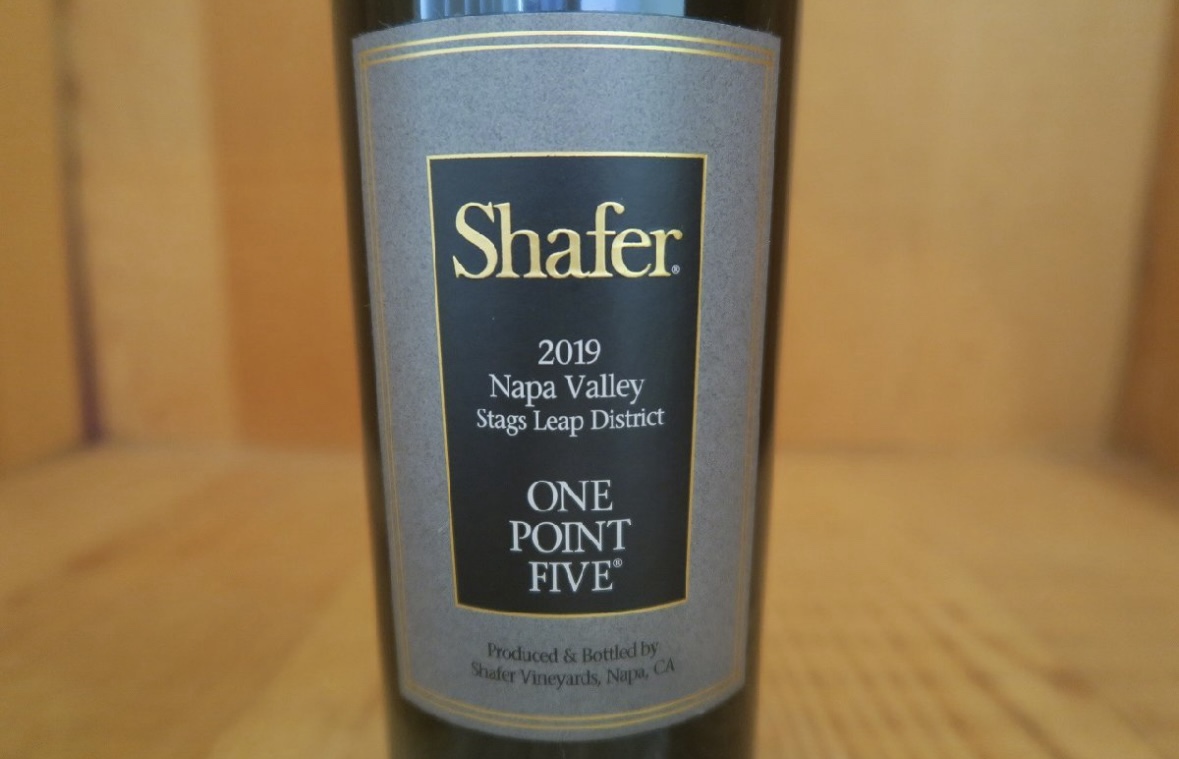 Shafer®
2019
Napa Valley
Stags Leap District
ONE
POINT
FIVE®
Produced & Bottled by
Shafer Vineyards, Napa, CA